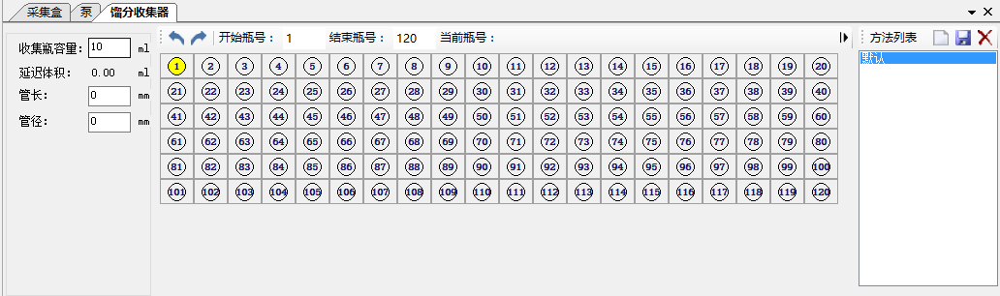 采集盒 泵 馏分收集器
收集瓶容量: 10 ml
延迟体积: 0.00 ml
管长: 0 mm
管径: 0 mm
开始瓶号: 1 结束瓶号: 120 当前瓶号:
1 2 3 4 5 6 7 8 9 10 11 12 13 14 15 16 17 18 19 20
21 22 23 24 25 26 27 28 29 30 31 32 33 34 35 36 37 38 39 40
41 42 43 44 45 46 47 48 49 50 51 52 53 54 55 56 57 58 59 60
61 62 63 64 65 66 67 68 69 70 71 72 73 74 75 76 77 78 79 80
81 82 83 84 85 86 87 88 89 90 91 92 93 94 95 96 97 98 99 100
101 102 103 104 105 106 107 108 109 110 111 112 113 114 115 116 117 118 119 120
方法列表
默认